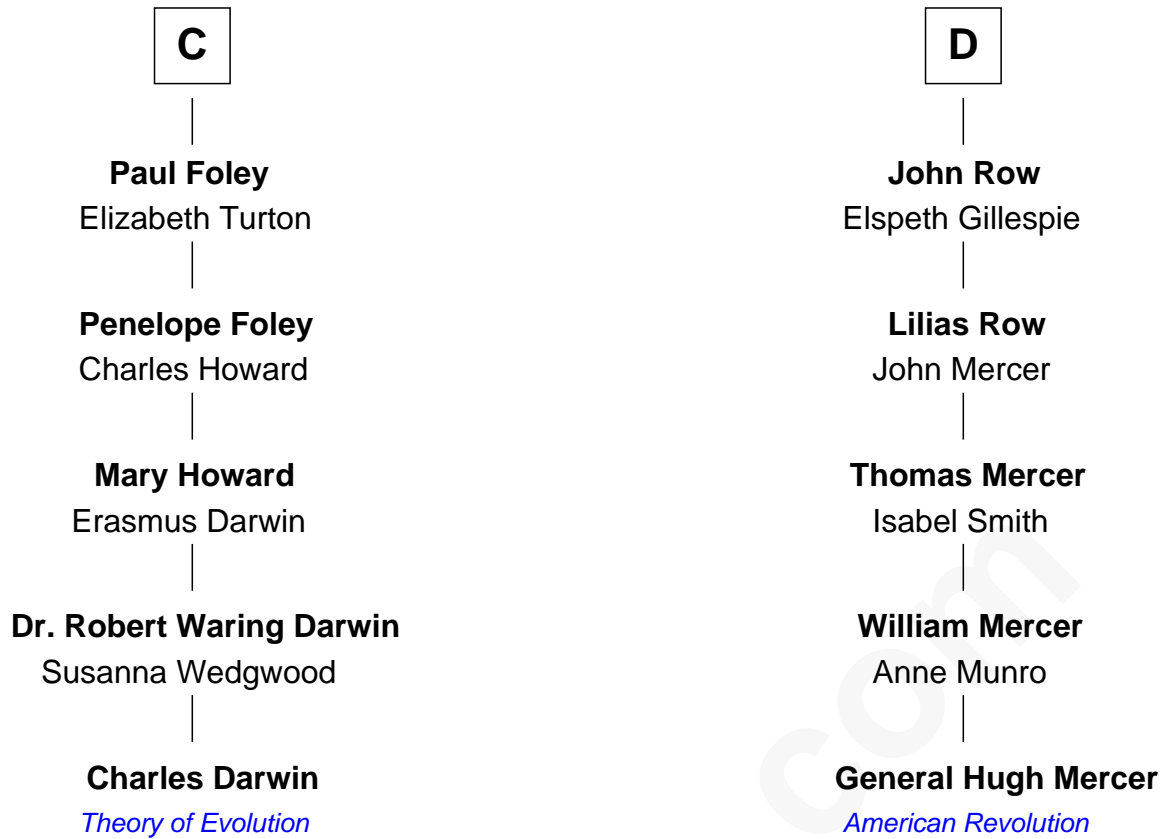 C
Paul Foley
Elizabeth Turton
Penelope Foley
Charles Howard
Mary Howard
Erasmus Darwin
Dr. Robert Waring Darwin
Susanna Wedgwood
Charles Darwin
Theory of Evolution
D
John Row
Elspeth Gillespie
Lilias Row
John Mercer
Thomas Mercer
Isabel Smith
William Mercer
Anne Munro
General Hugh Mercer
American Revolution
com